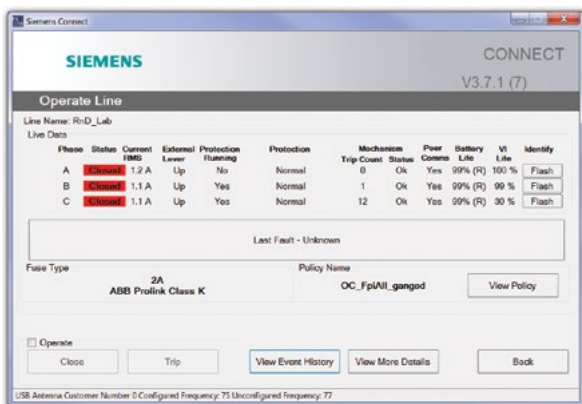 Siemens Connect
SIEMENS
CONNECT
V3.7.1 (7)
Operate Line
Line Name: RnD_Lab
Live Data
Phase Status Current RMS External Lever Protection Running Protection Mechanism Trip Count Status Peer Comms Battery Life VI Life Identify
A Closed 1.2 A Up No Normal 0 Ok Yes 99% (R) 100 % Flash
B Closed 1.1 A Up Yes Normal 1 Ok Yes 99% (R) 99 % Flash
C Closed 1.1 A Up Yes Normal 12 Ok Yes 99% (R) 30 % Flash
Last Fault - Unknown
Fuse Type
2A
ABB Prolink Class K
Policy Name
OC_FpiAll_ganged
View Policy
Operate
Close Trip View Event History View More Details Back
USB Antenna Customer Number 0 Configured Frequency: 75 Unconfigured Frequency: 77